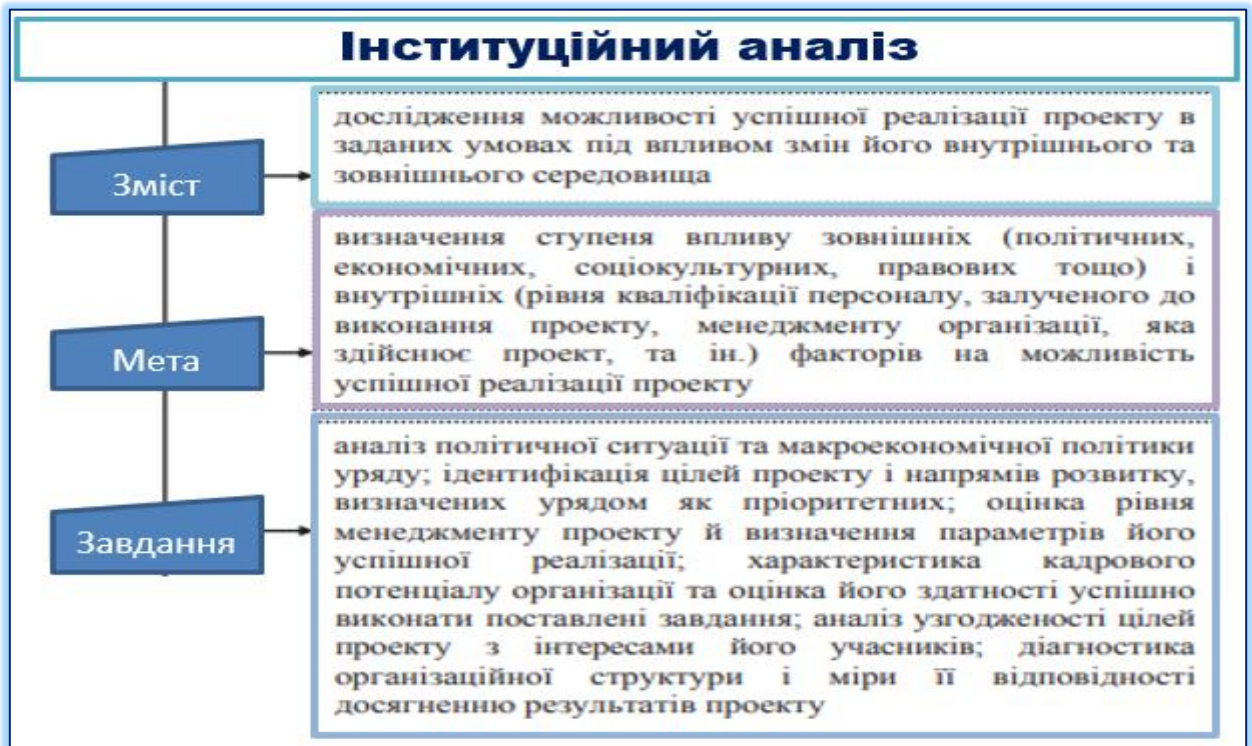 Інституційний аналіз
Зміст
дослідження можливості успішної реалізації проекту в
заданих умовах під впливом змін його внутрішнього та
зовнішнього середовища
Мета
визначення ступеня впливу зовнішніх (політичних,
економічних, соціокультурних, правових тощо) і
внутрішніх (рівня кваліфікації персоналу, залученого до
виконання проекту, менеджменту організації, яка
здійснює проект, та ін.) факторів на можливість
успішної реалізації проекту
Завдання
аналіз політичної ситуації та макроекономічної політики
уряду; ідентифікація цілей проекту і напрямів розвитку,
визначених урядом як пріоритетних; оцінка рівня
менеджменту проекту й визначення параметрів його
успішної реалізації; характеристика кадрового
потенціалу організації та оцінка його здатності успішно
виконати поставлені завдання; аналіз узгодженості цілей
проекту з інтересами його учасників; діагностика
організаційної структури і міри її відповідності
досягненню результатів проекту